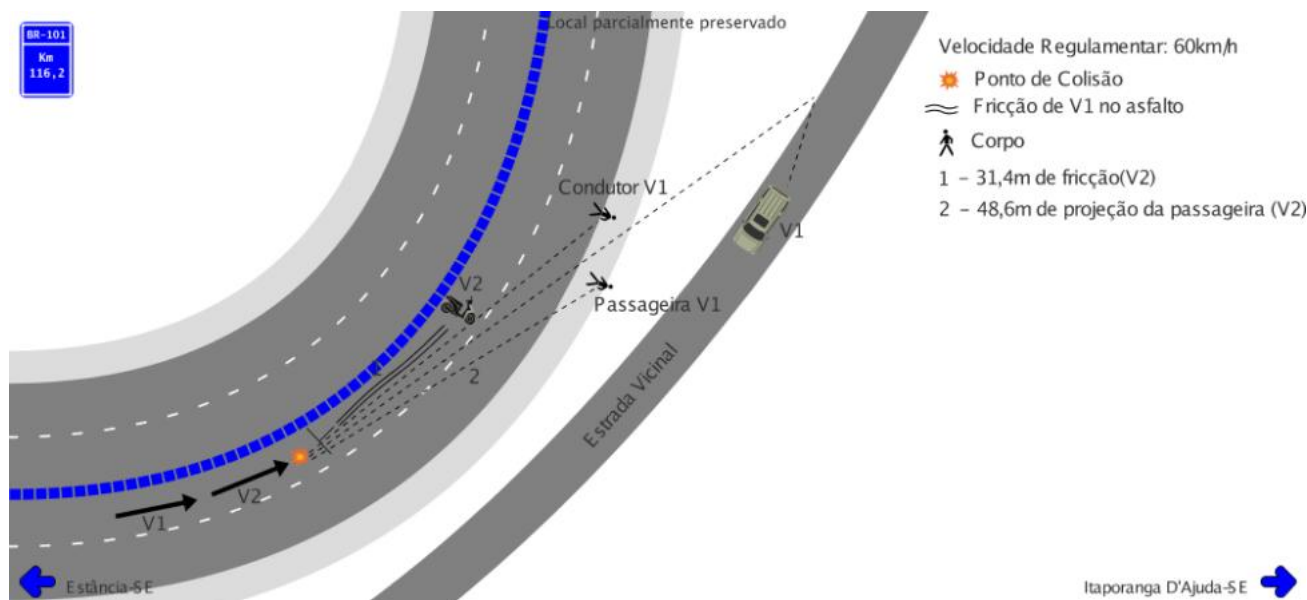 BR-101
Km
116,2
Local parcialmente preservado
Velocidade Regulamentar: 60km/h
Ponto de Colisão
Fricção de V1 no asfalto
Corpo
1 - 31,4m de fricção(V2)
2 - 48,6m de projeção da passageira (V2)
Condutor V1
V1
V2
Passageira V1
1
2
Estrada Vicinal
V2
V1
Estância-SE
Itaporanga D'Ajuda-SE